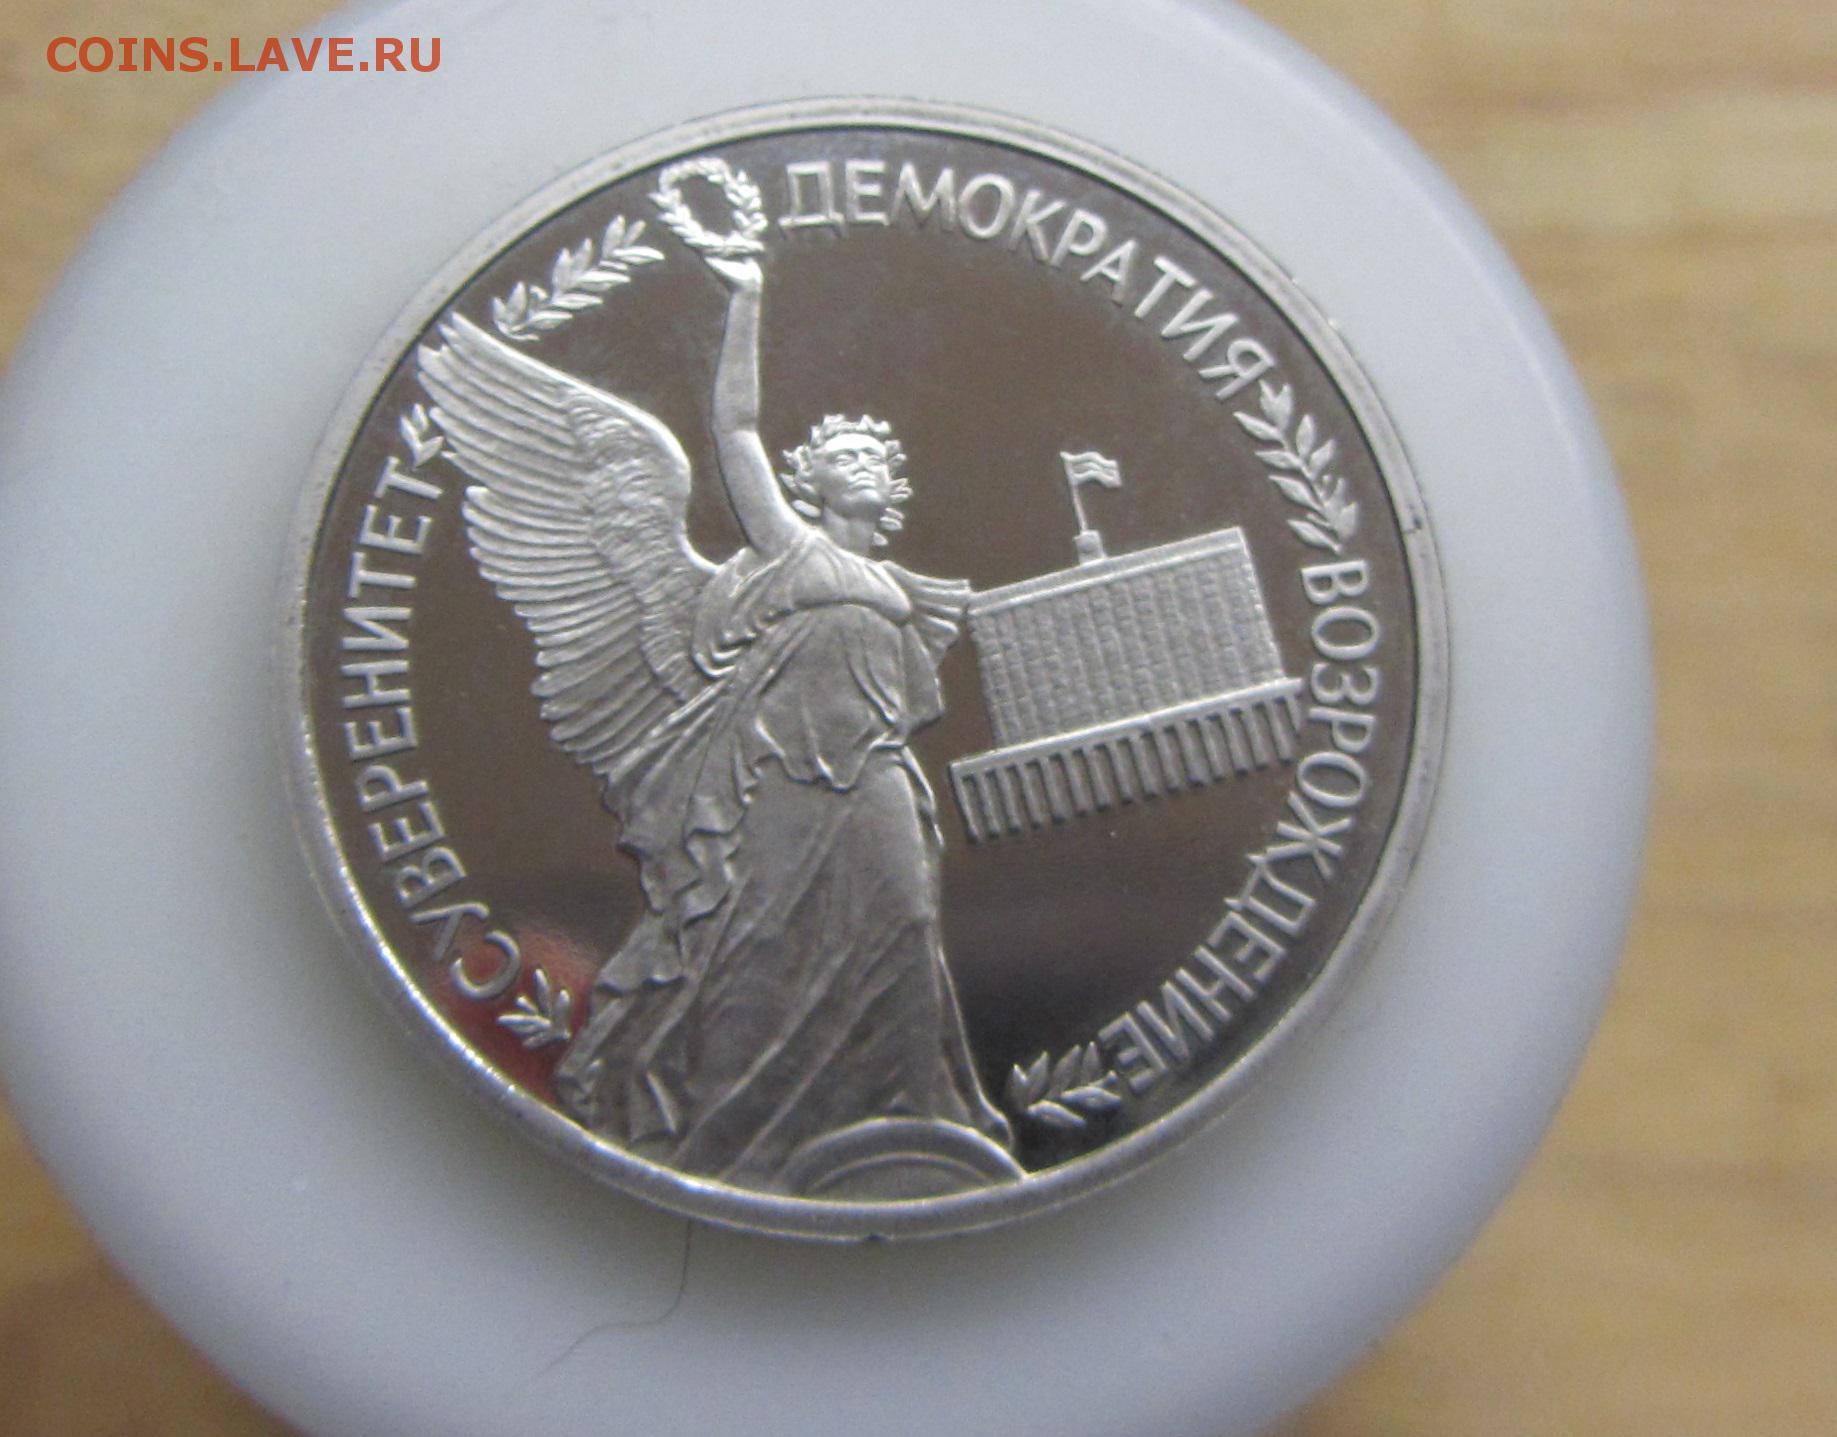 COINS.LAVE.RU
СУВЕРЕНИТЕТ
ДЕМОКРАТИЯ
ВОЗРОЖДЕНИЕ